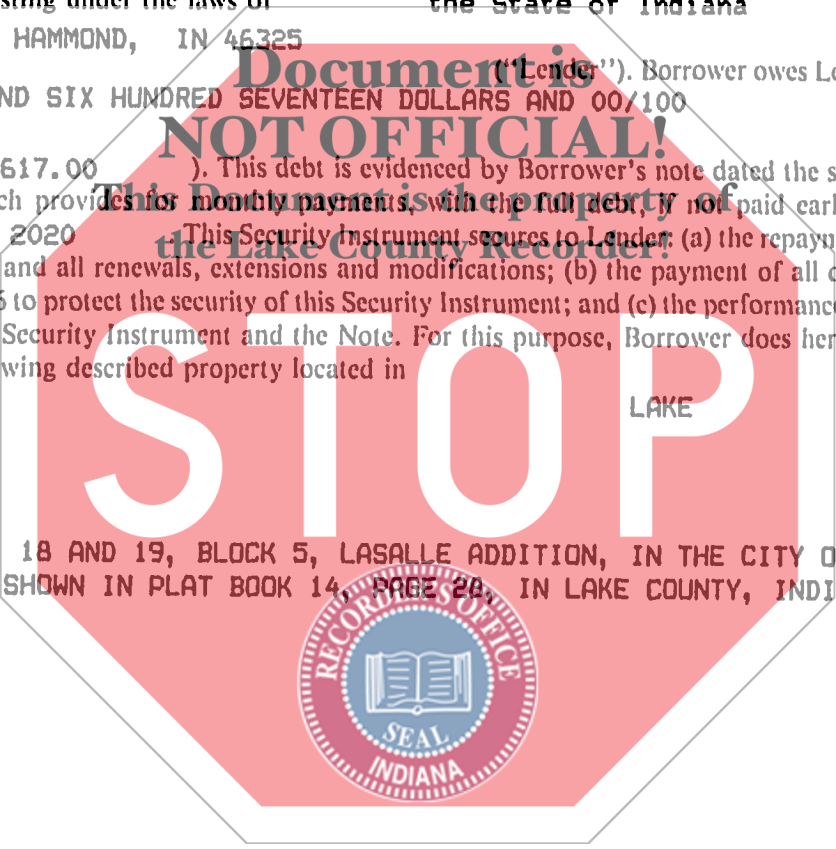 sting under the laws of the State of Indiana
HAMMOND, IN 46325
Document is
("Lender"). Borrower owes Le
ND SIX HUNDRED SEVENTEEN DOLLARS AND 00/100
NOT OFFICIAL!
617.00 ). This debt is evidenced by Borrower's note dated the s
This Document is the property of
ch provides for monthly payments, with the full debt, if not paid earl
the Lake County Recorder!
2020 This Security Instrument secures to Lender: (a) the repaym
and all renewals, extensions and modifications; (b) the payment of all o
to protect the security of this Security Instrument; and (c) the performance
Security Instrument and the Note. For this purpose, Borrower does her
wing described property located in
LAKE
STOP
18 AND 19, BLOCK 5, LASALLE ADDITION, IN THE CITY O
SHOWN IN PLAT BOOK 14, PAGE 28, IN LAKE COUNTY, INDI
RECORDER'S OFFICE
SEAL
INDIANA